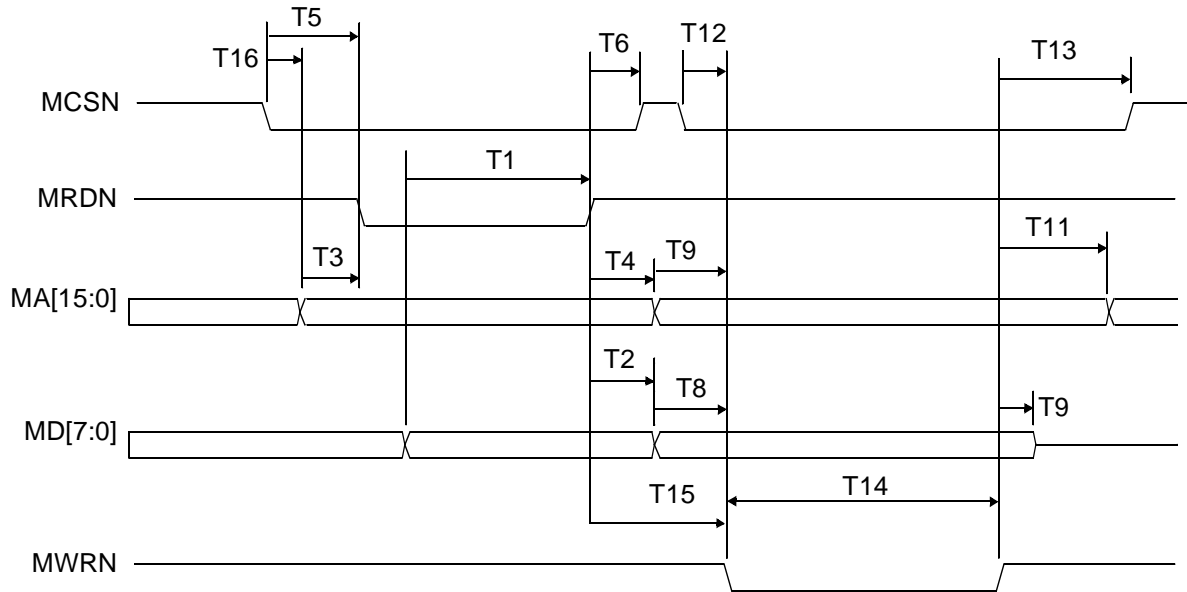 T5
T12
T16
T6
T13
MCSN
T1
MRDN
T11
T3
T4
T9
MA[15:0]
T2
T8
T9
MD[7:0]
T15
T14
MWRN